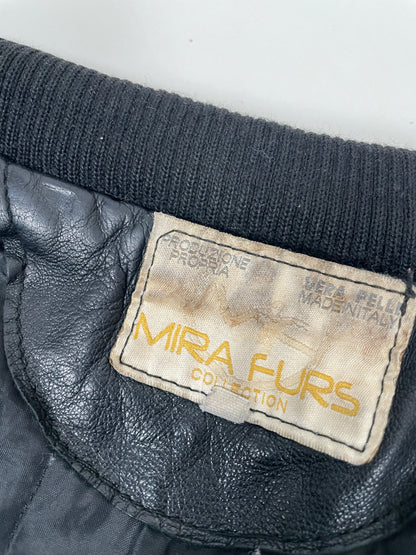 PRODUZIONE
PROPRIA
VERA PELLE
MADE IN ITALY
MIRA FURS
COLLECTION